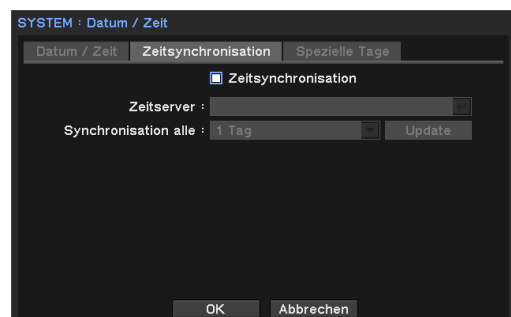 SYSTEM : Datum / Zeit
Datum / Zeit Zeitsynchronisation Spezielle Tage
Zeitsynchronisation
Zeitserver :
Synchronisation alle : 1 Tag Update
OK Abbrechen